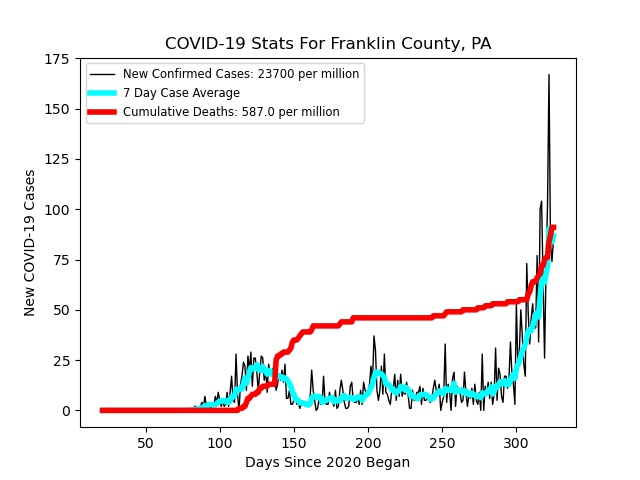 COVID-19 Stats For Franklin County, PA
New Confirmed Cases: 23700 per million
7 Day Case Average
Cumulative Deaths: 587.0 per million
New COVID-19 Cases
175
150
125
100
75
50
25
0
50 100 150 200 250 300
Days Since 2020 Began